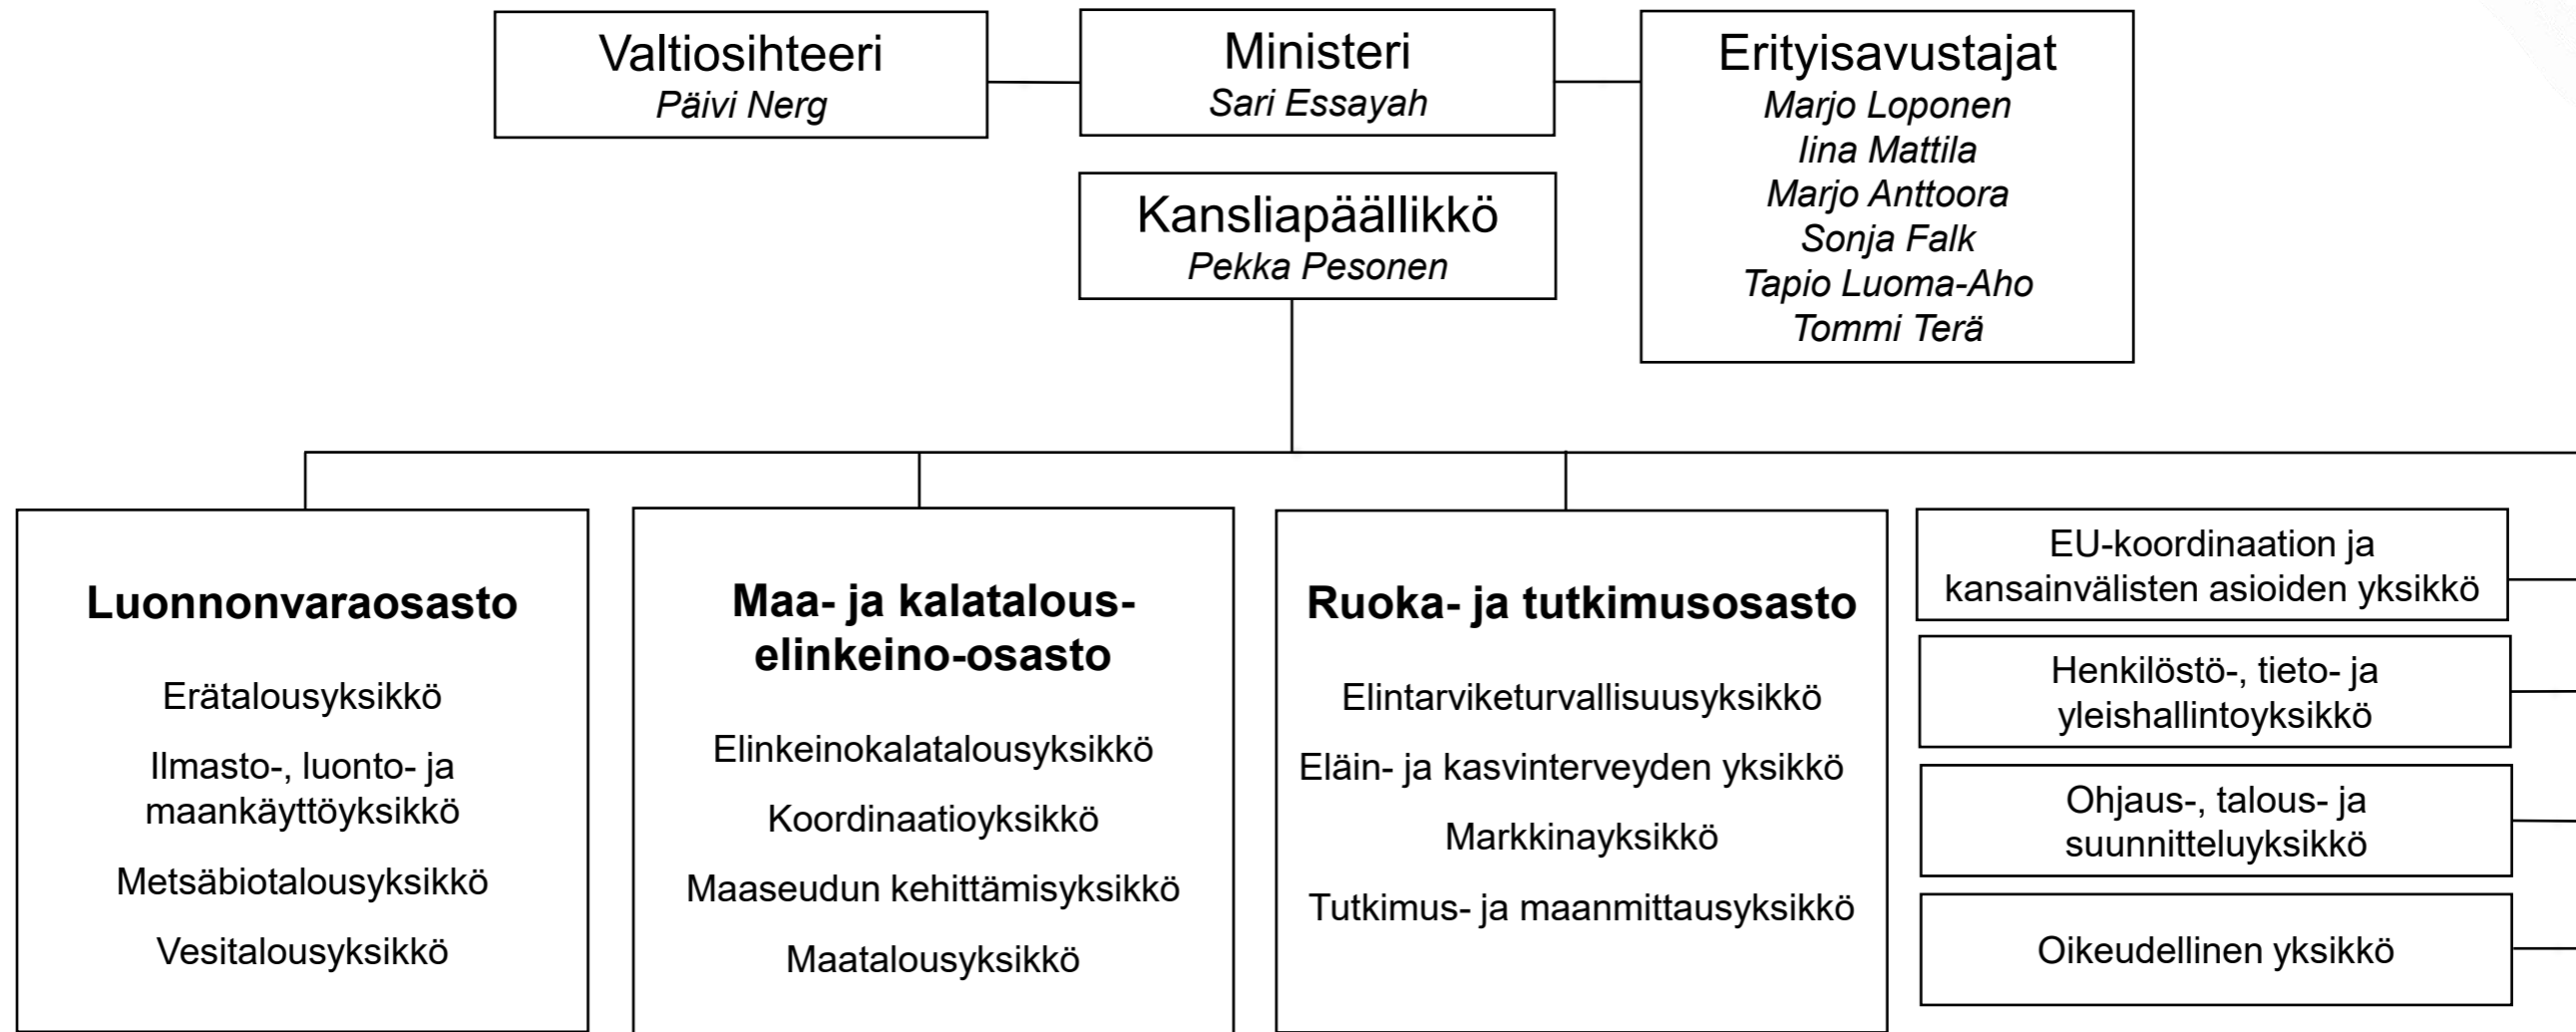 Valtiosihteeri
Päivi Nerg
Ministeri
Sari Essayah
Erityisavustajat
Marjo Loponen
Iina Mattila
Marjo Anttoora
Sonja Falk
Tapio Luoma-Aho
Tommi Terä
Kansliapäällikkö
Pekka Pesonen
Luonnonvaraosasto
Erätalousyksikkö
Ilmasto-, luonto- ja
maankäyttöyksikkö
Metsäbiotalousyksikkö
Vesitalousyksikkö
Maa- ja kalatalous-
elinkeino-osasto
Elinkeinokalatalousyksikkö
Koordinaatioyksikkö
Maaseudun kehittämisyksikkö
Maatalousyksikkö
Ruoka- ja tutkimusosasto
Elintarviketurvallisuusyksikkö
Eläin- ja kasvinterveyden yksikkö
Markkinayksikkö
Tutkimus- ja maanmittausyksikkö
EU-koordinaation ja
kansainvälisten asioiden yksikkö
Henkilöstö-, tieto- ja
yleishallintoyksikkö
Ohjaus-, talous- ja
suunnitteluyksikkö
Oikeudellinen yksikkö